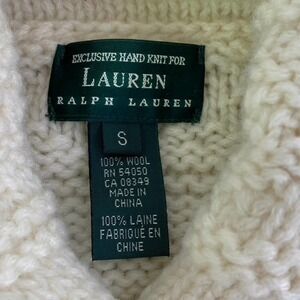 EXCLUSIVE HAND KNIT FOR
LAUREN
RALPH LAUREN
S
100% WOOL
RN 54050
CA 08349
MADE IN
CHINA
100% LAINE
FABRIQUÉ EN
CHINE